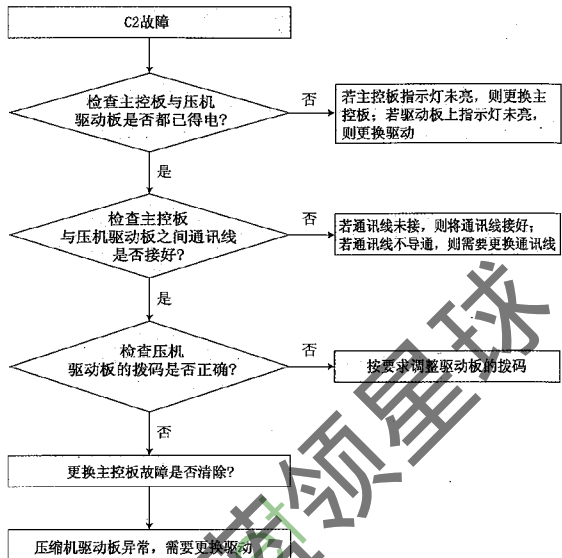 C2故障
检查主控板与压机
驱动板是否都已得电?
否
若主控板指示灯未亮，则更换主
控板；若驱动板上指示灯未亮，
则更换驱动
是
检查主控板
与压机驱动板之间通讯线
是否接好?
否
若通讯线未接，则将通讯线接好；
若通讯线不导通，则需要更换通讯线
是
检查压机
驱动板的拨码是否正确?
否
按要求调整驱动板的拨码
否
更换主控板故障是否清除?
压缩机驱动板异常，需要更换驱动
领星球